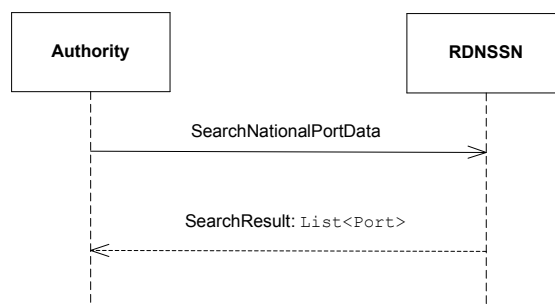 Authority
RDNSSN
SearchNationalPortData
SearchResult: List<Port>